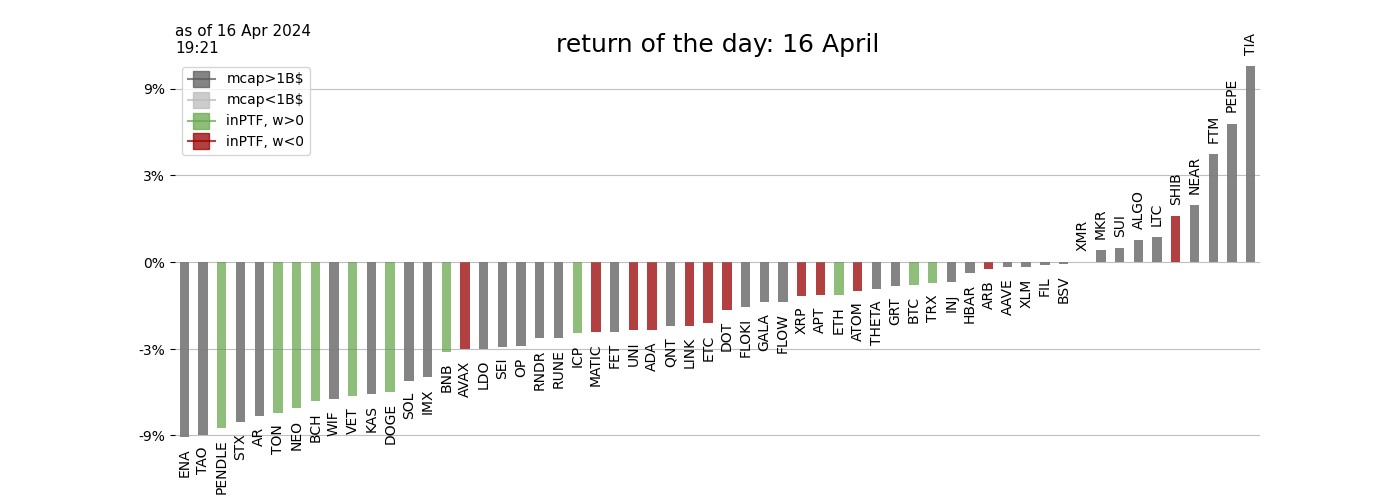 as of 16 Apr 2024
19:21
return of the day: 16 April
mcap>1B$
mcap<1B$
inPTF, w>0
inPTF, w<0
9%
3%
0%
-3%
-9%
ENA
TAO
PENDLE
STX
AR
TON
NEO
BCH
WIF
VET
KAS
DOGE
SOL
IMX
BNB
AVAX
LDO
SEI
OP
RNDR
RUNE
ICP
MATIC
FET
UNI
ADA
QNT
LINK
ETC
DOT
FLOKI
GALA
FLOW
XRP
APT
ETH
ATOM
THETA
GRT
BTC
TRX
INJ
HBAR
ARB
AAVE
XLM
FIL
BSV
XMR
MKR
SUI
ALGO
LTC
SHIB
NEAR
FTM
PEPE
TIA